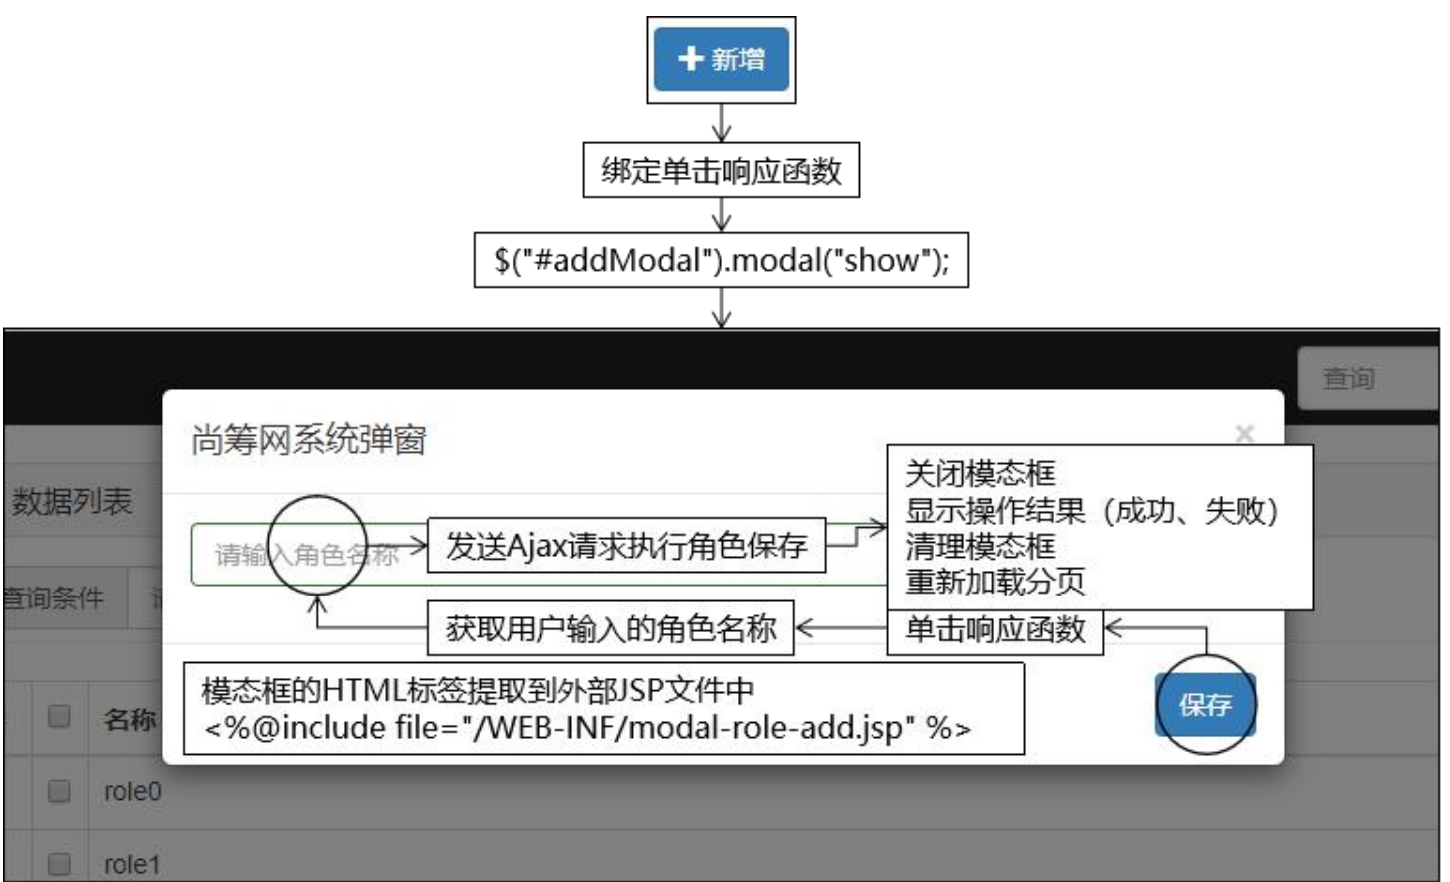 新增
绑定单击响应函数
$("#addModal").modal("show");
查询
尚筹网系统弹窗
×
关闭模态框
显示操作结果（成功、失败）
清理模态框
重新加载分页
数据列表
请输入角色名称
发送Ajax请求执行角色保存
查询条件
获取用户输入的角色名称
单击响应函数
模态框的HTML标签提取到外部JSP文件中
<%@include file="/WEB-INF/modal-role-add.jsp" %>
保存
名称
role0
role1